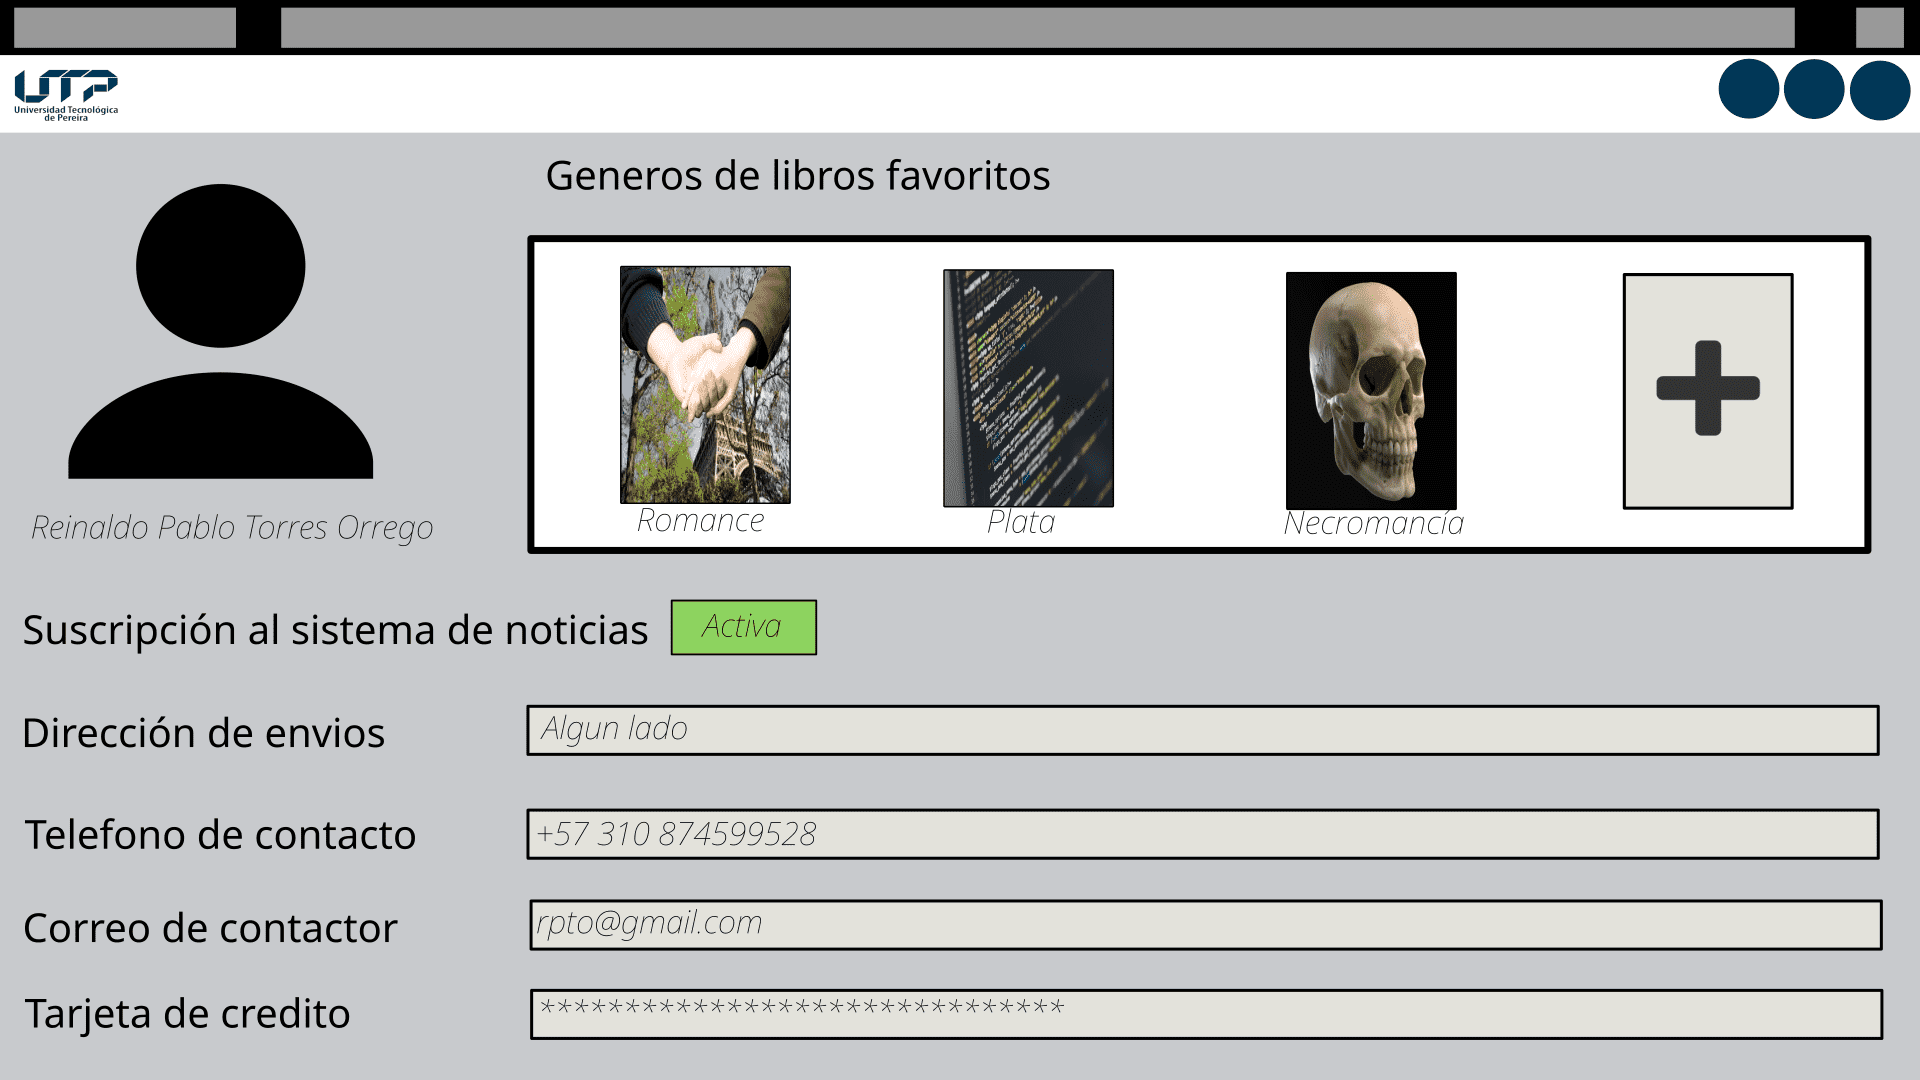 UTP
Universidad Tecnológica
de Pereira
Generos de libros favoritos
Romance
Plata
Necromancía
Reinaldo Pablo Torres Orrego
Suscripción al sistema de noticias
Activa
Dirección de envios
Algun lado
Telefono de contacto
+57 310 874599528
Correo de contactor
rpto@gmail.com
Tarjeta de credito
*******************************